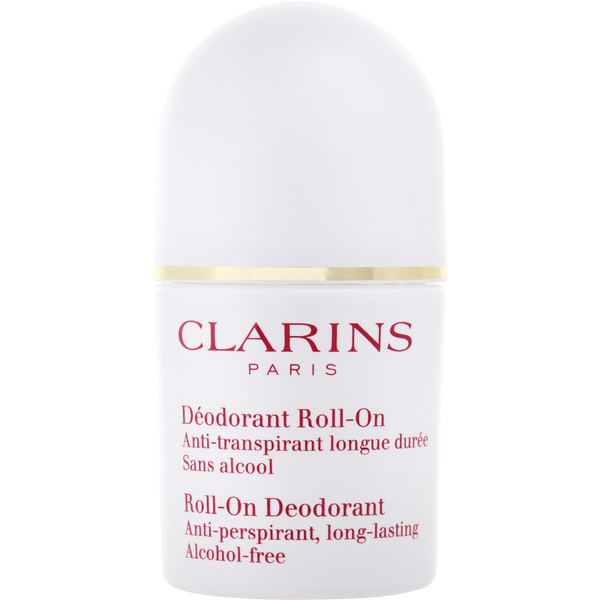 CLARINS
PARIS
Déodorant Roll-On
Anti-transpirant longue durée
Sans alcool
Roll-On Deodorant
Anti-perspirant, long-lasting
Alcohol-free